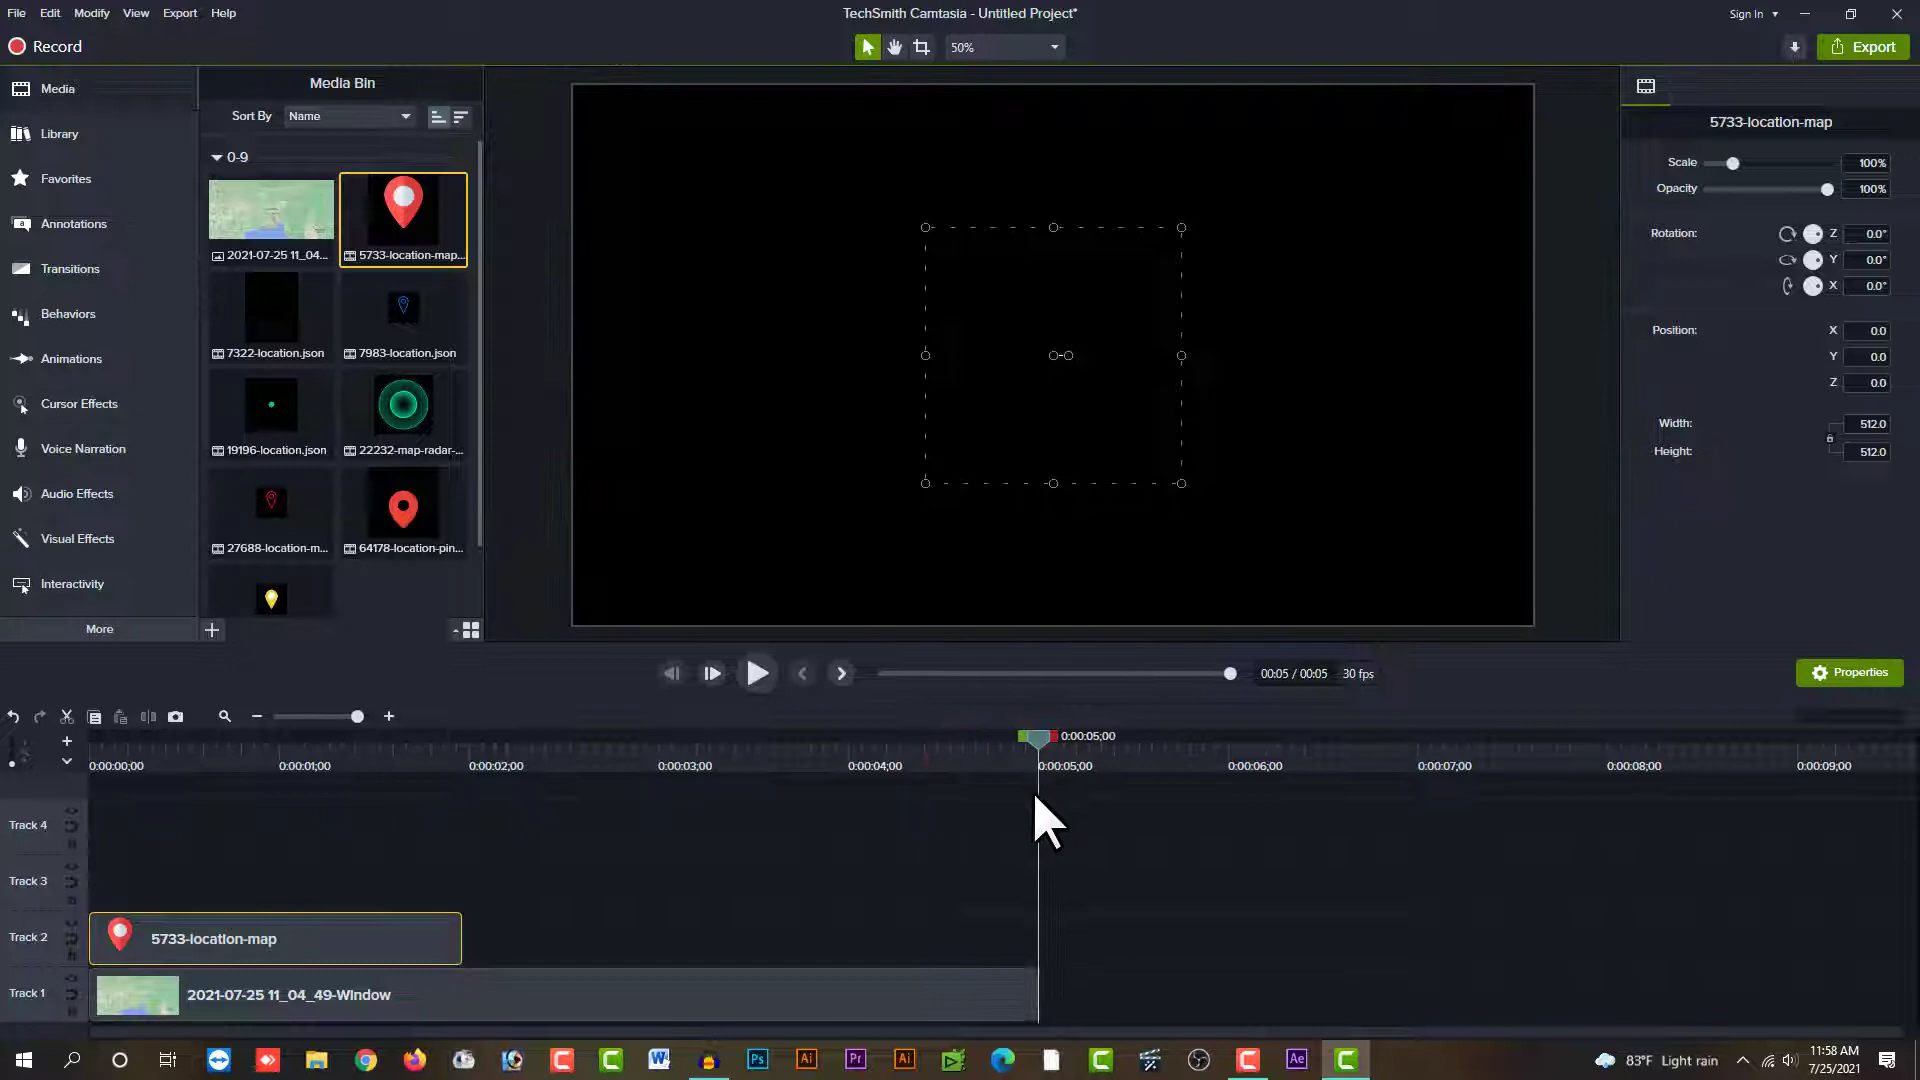 File Edit Modify View Export Help
TechSmith Camtasia - Untitled Project*
Sign In
Record
50%
Export
Media
Library
Favorites
Annotations
Transitions
Behaviors
Animations
Cursor Effects
Voice Narration
Audio Effects
Visual Effects
Interactivity
More
Media Bin
Sort By Name
0-9
2021-07-25 11_04...
5733-location-map...
7322-location.json
7983-location.json
19196-location.json
22232-map-radar-...
27688-location-m...
64178-location-pin...
5733-location-map
Scale 100%
Opacity 100%
Rotation: Z 0.0°
Y 0.0°
X 0.0°
Position: X 0.0
Y 0.0
Z 0.0
Width: 512.0
Height: 512.0
00:05 / 00:05 30 fps
Properties
0:00:05;00
0:00:00;00 0:00:01;00 0:00:02;00 0:00:03;00 0:00:04;00 0:00:05;00 0:00:06;00 0:00:07;00 0:00:08;00 0:00:09;00
Track 4
Track 3
Track 2
5733-location-map
Track 1
2021-07-25 11_04_49-Window
Ps
Ai
Pr
Ai
Ae
83°F Light rain
11:58 AM
7/25/2021